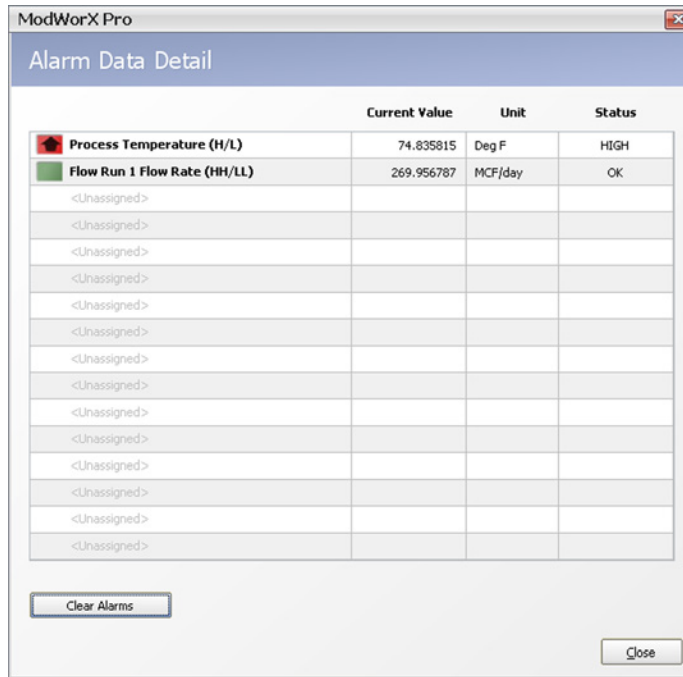 ModWorX Pro
Alarm Data Detail
Current Value Unit Status
Process Temperature (H/L) 74.835815 Deg F HIGH
Flow Run 1 Flow Rate (HH/LL) 269.956787 MCF/day OK
<Unassigned>
<Unassigned>
<Unassigned>
<Unassigned>
<Unassigned>
<Unassigned>
<Unassigned>
<Unassigned>
<Unassigned>
<Unassigned>
<Unassigned>
<Unassigned>
<Unassigned>
<Unassigned>
Clear Alarms
Close